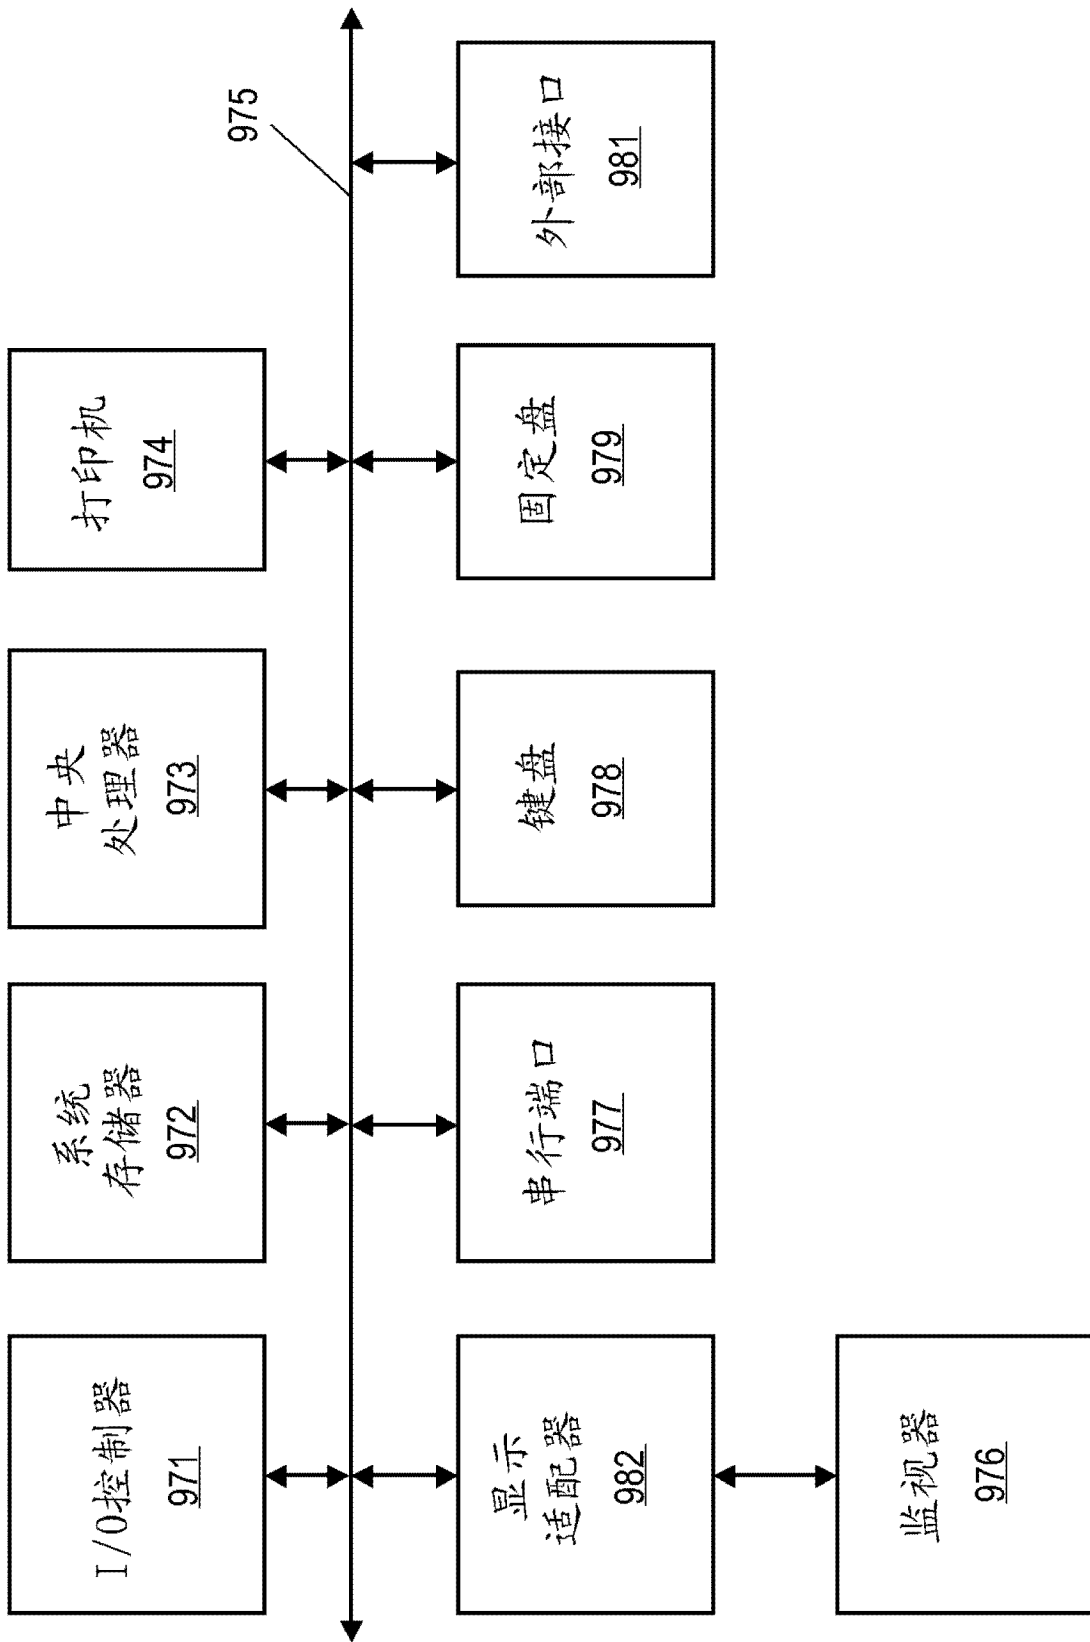 I/O控制器
971
系统
存储器
972
中央
处理器
973
打印机
974
975
显示
适配器
982
串行端口
977
键盘
978
固定盘
979
外部接口
981
监视器
976